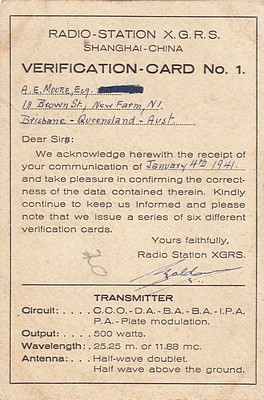 RADIO-STATION X.G.R.S.
SHANGHAI-CHINA
VERIFICATION-CARD No. 1.
A.E. Moore, Esq.
18 Brown St., New Farm, N1.
Brisbane - Queensland - Aust.
Dear Sirs:
We acknowledge herewith the receipt of
your communication of January 4th 1941.
and take pleasure in confirming the correct-
ness of the data contained therein. Kindly
continue to keep us informed and please
note that we issue a series of six different
verification cards.
Yours faithfully,
Radio Station XGRS.
TRANSMITTER
Circuit: . . . . C.C.O.- D.A.- B.A.- B.A.- I.P.A.
P.A.- Plate modulation.
Output: . . . . 500 watts.
Wavelength: . . 25.25 m. or 11.88 mc.
Antenna: . . . Half-wave doublet.
Half wave above the ground.